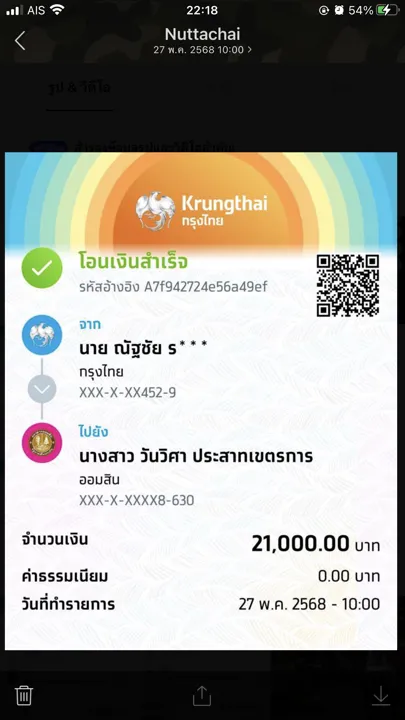 AIS 22:18 54%
Nuttachai
27 พ.ค. 2568 10:00 >
รูป & วิดีโอ
Krungthai
กรุงไทย
โอนเงินสำเร็จ
รหัสอ้างอิง A7f942724e56a49ef
จาก
นาย ณัฐชัย ร***
กรุงไทย
XXX-X-XX452-9
ไปยัง
นางสาว วันวิศา ประสาทเขตรการ
ออมสิน
XXX-X-XXXX8-630
จำนวนเงิน 21,000.00 บาท
ค่าธรรมเนียม 0.00 บาท
วันที่ทำรายการ 27 พ.ค. 2568 - 10:00